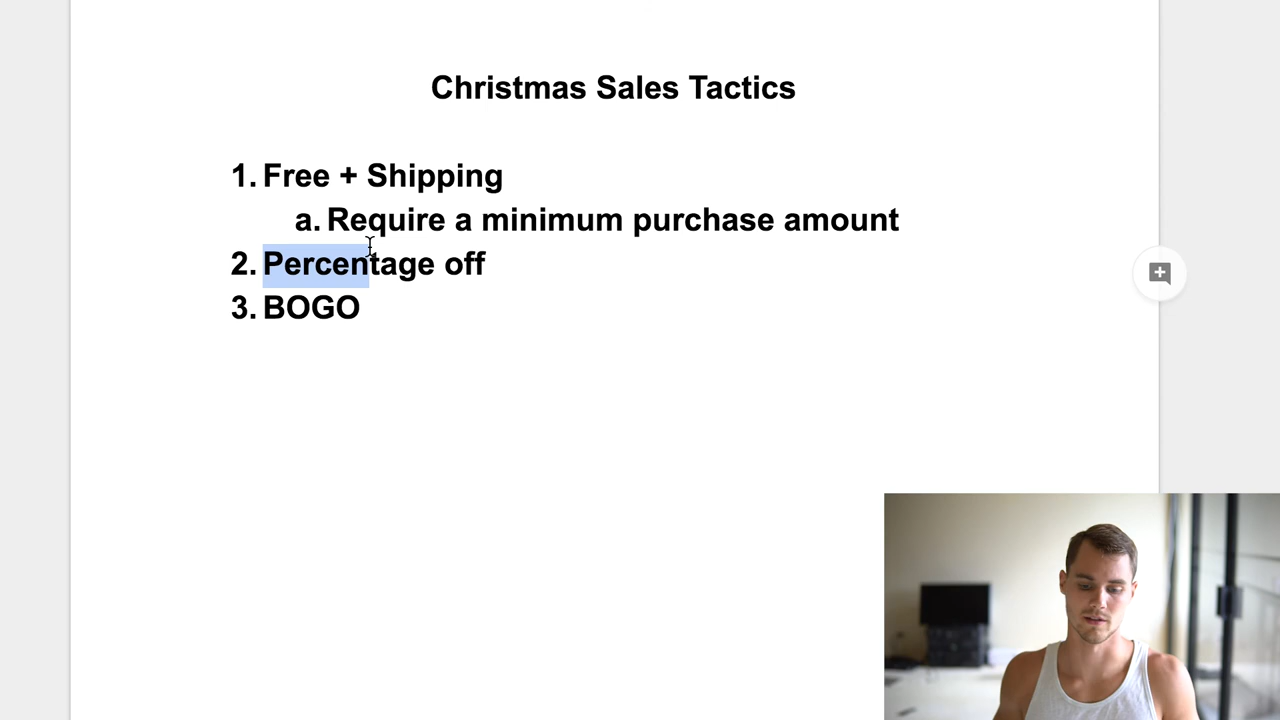 Christmas Sales Tactics
1. Free + Shipping
a. Require a minimum purchase amount
2. Percentage off
3. BOGO